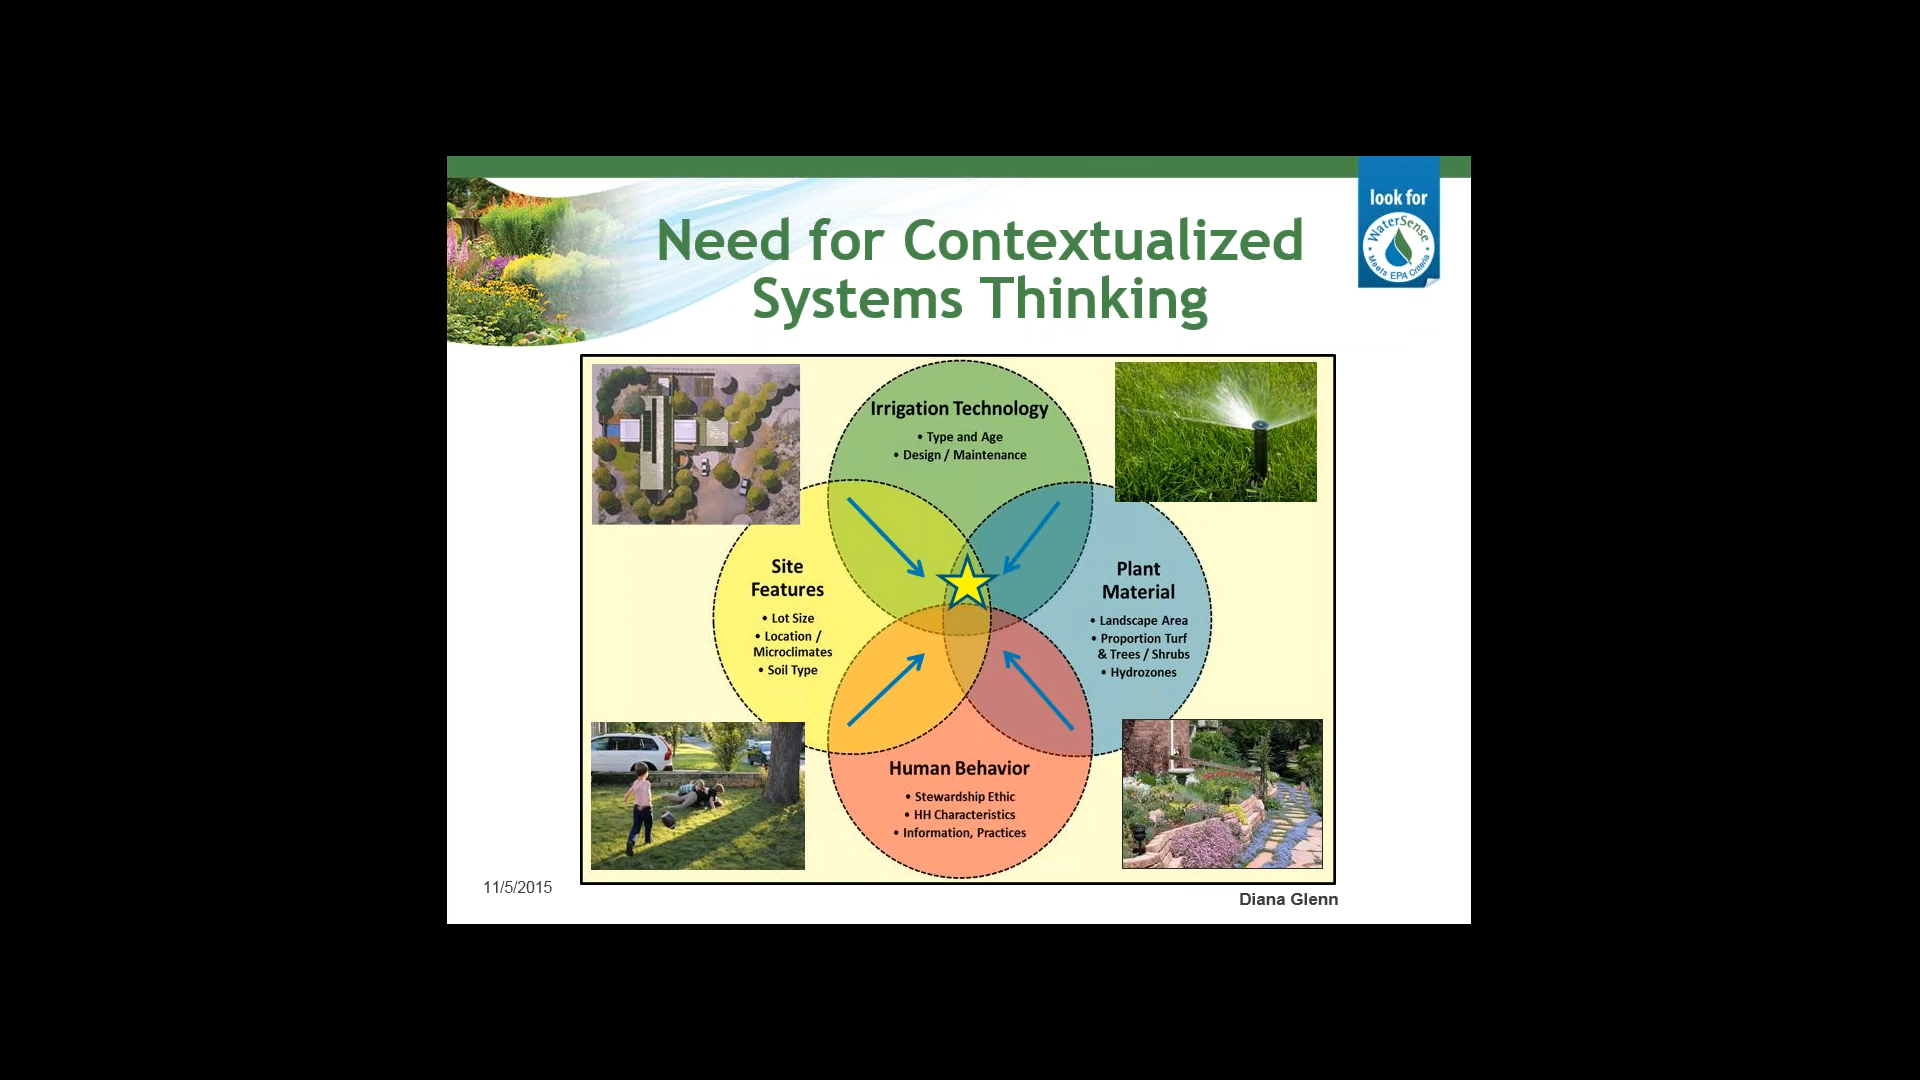 look for
WaterSense
Meets EPA Criteria
Need for Contextualized
Systems Thinking
Irrigation Technology
• Type and Age
• Design / Maintenance
Site
Features
• Lot Size
• Location /
Microclimates
• Soil Type
Plant
Material
• Landscape Area
• Proportion Turf
& Trees / Shrubs
• Hydrozones
Human Behavior
• Stewardship Ethic
• HH Characteristics
• Information, Practices
11/5/2015
Diana Glenn